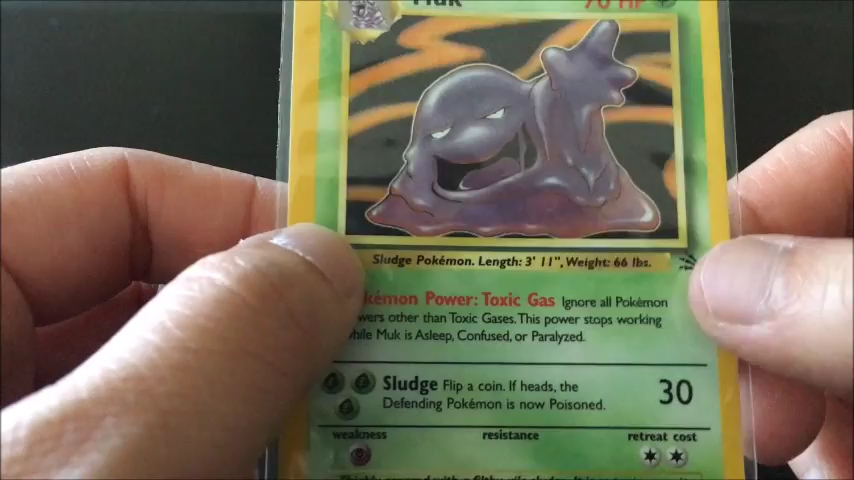 Muk 70 HP
Sludge Pokémon. Length: 3' 11", Weight: 66 lbs.
Pokémon Power: Toxic Gas Ignore all Pokémon
other than Toxic Gases. This power stops working
while Muk is Asleep, Confused, or Paralyzed.
Sludge Flip a coin. If heads, the 30
Defending Pokémon is now Poisoned.
weakness resistance retreat cost